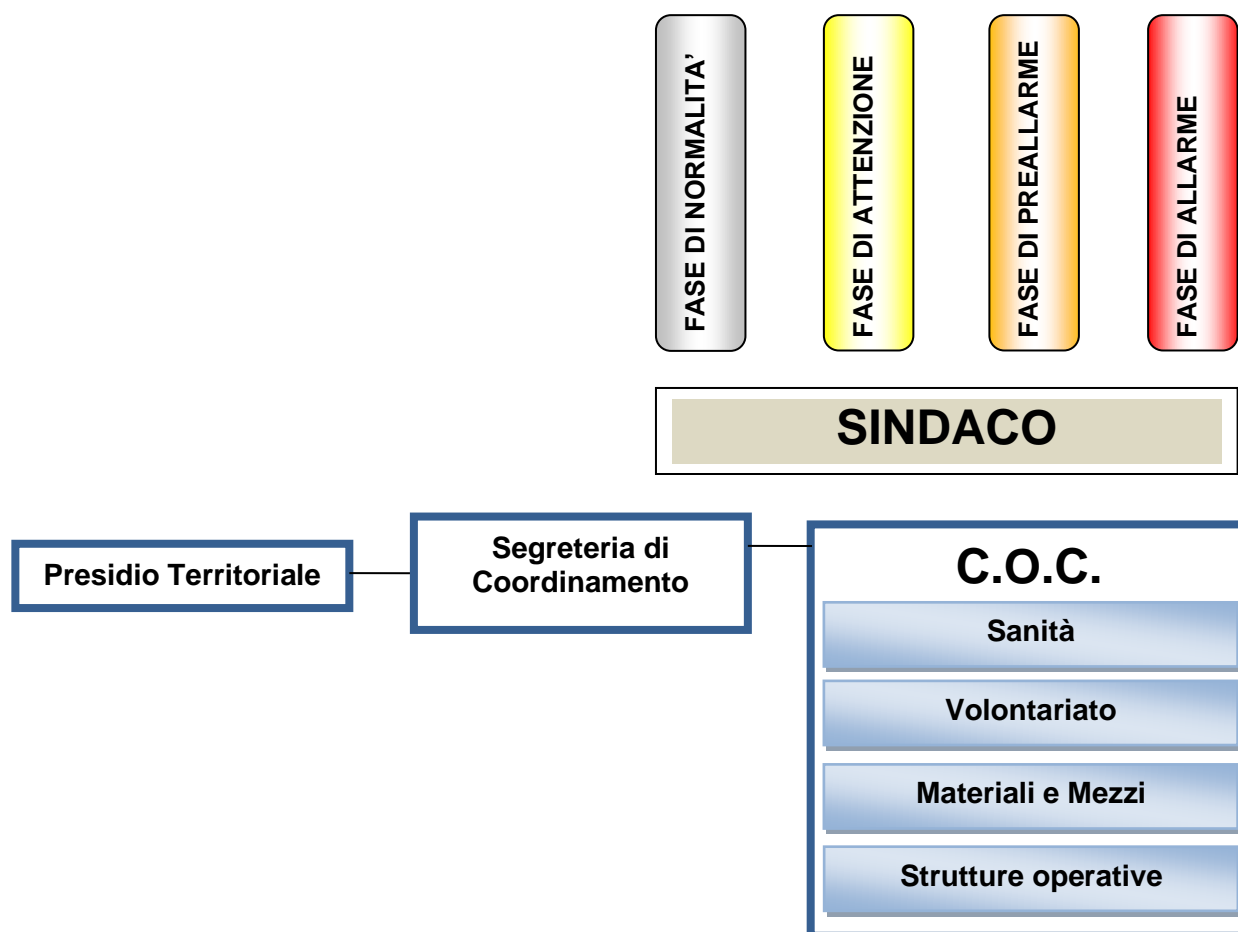 FASE DI NORMALITA'
FASE DI ATTENZIONE
FASE DI PREALLARME
FASE DI ALLARME
SINDACO
Presidio Territoriale
Segreteria di
Coordinamento
C.O.C.
Sanità
Volontariato
Materiali e Mezzi
Strutture operative